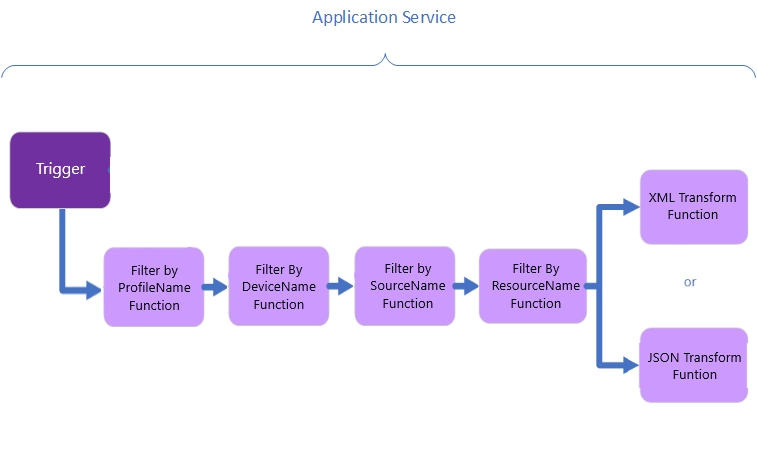 Application Service
Trigger
Filter by
ProfileName
Function
Filter By
DeviceName
Function
Filter by
SourceName
Function
Filter By
ResourceName
Function
XML Transform
Function
or
JSON Transform
Funtion